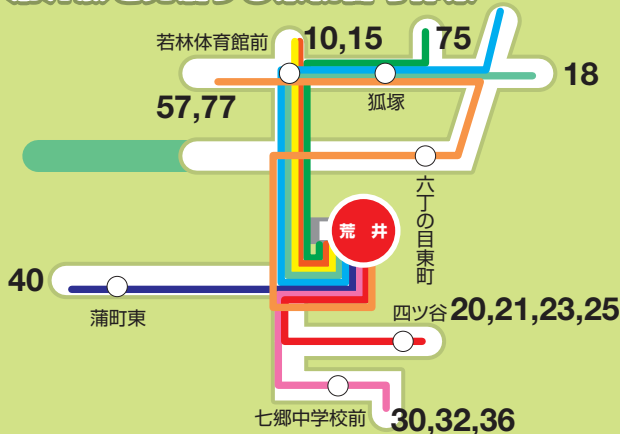 若林体育館前
10,15
75
18
狐塚
57,77
六丁の目東町
荒井
40
蒲町東
四ツ谷
20,21,23,25
七郷中学校前
30,32,36